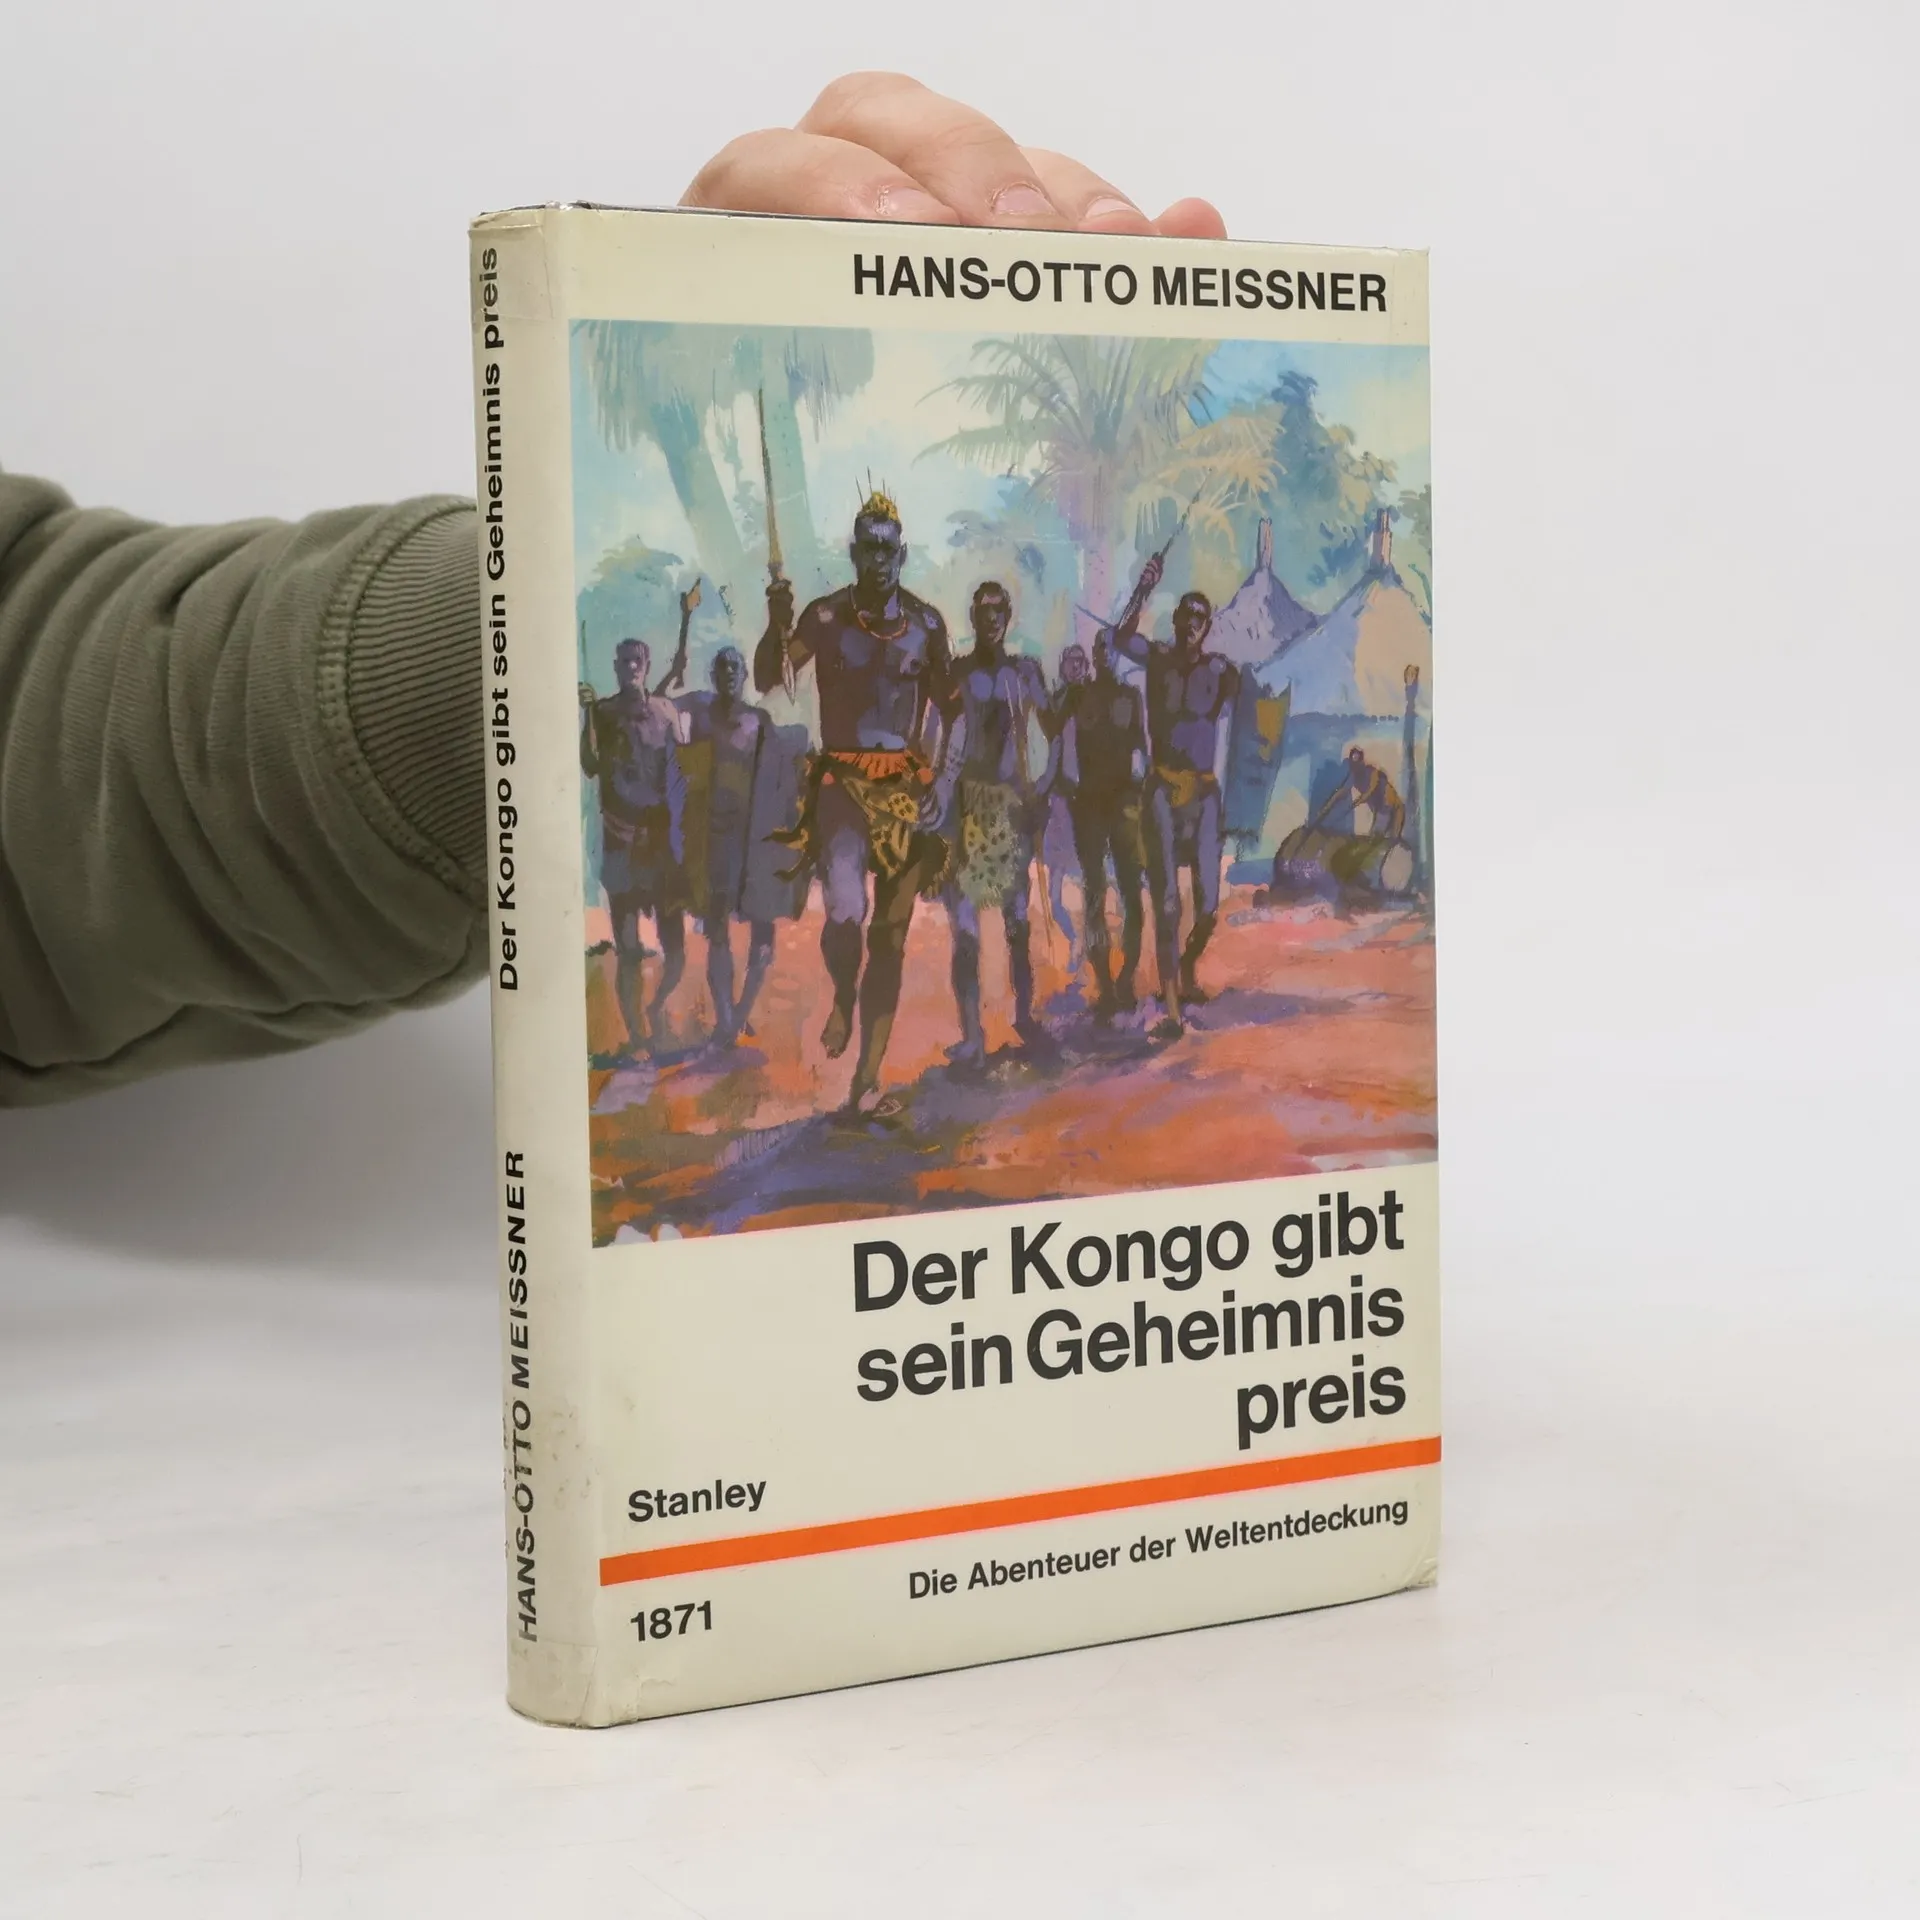 HANS-OTTO MEISSNER
Der Kongo gibt
sein Geheimnis
preis
Stanley
Die Abenteuer der Weltentdeckung
1871
HANS-OTTO MEISSNER Der Kongo gibt sein Geheimnis preis